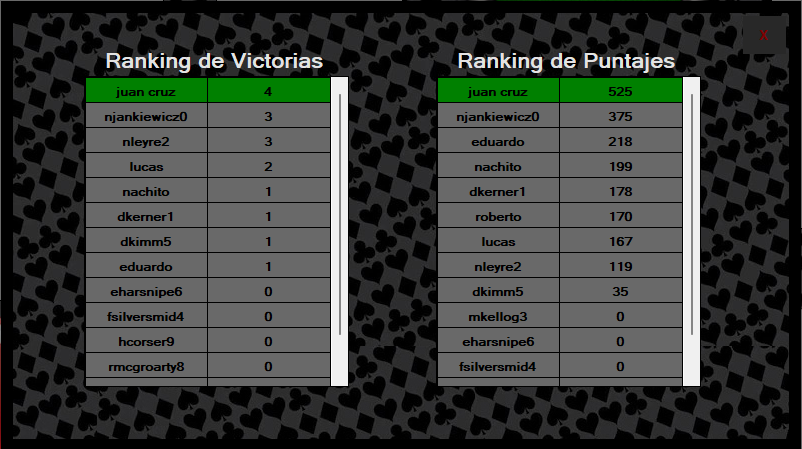 X
Ranking de Victorias
juan cruz 4
njankiewicz0 3
nleyre2 3
lucas 2
nachito 1
dkerner1 1
dkimm5 1
eduardo 1
eharsnipe6 0
fsilversmid4 0
hcorser9 0
rmcgroarty8 0
Ranking de Puntajes
juan cruz 525
njankiewicz0 375
eduardo 218
nachito 199
dkerner1 178
roberto 170
lucas 167
nleyre2 119
dkimm5 35
mkellog3 0
eharsnipe6 0
fsilversmid4 0